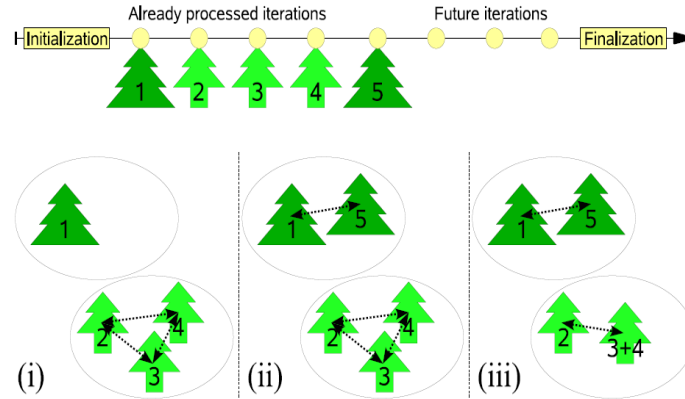 Already processed iterations Future iterations
Initialization Finalization
1 2 3 4 5
1 1 5 1 5
2 4 2 4 2 3+4
3 3
(i) (ii) (iii)